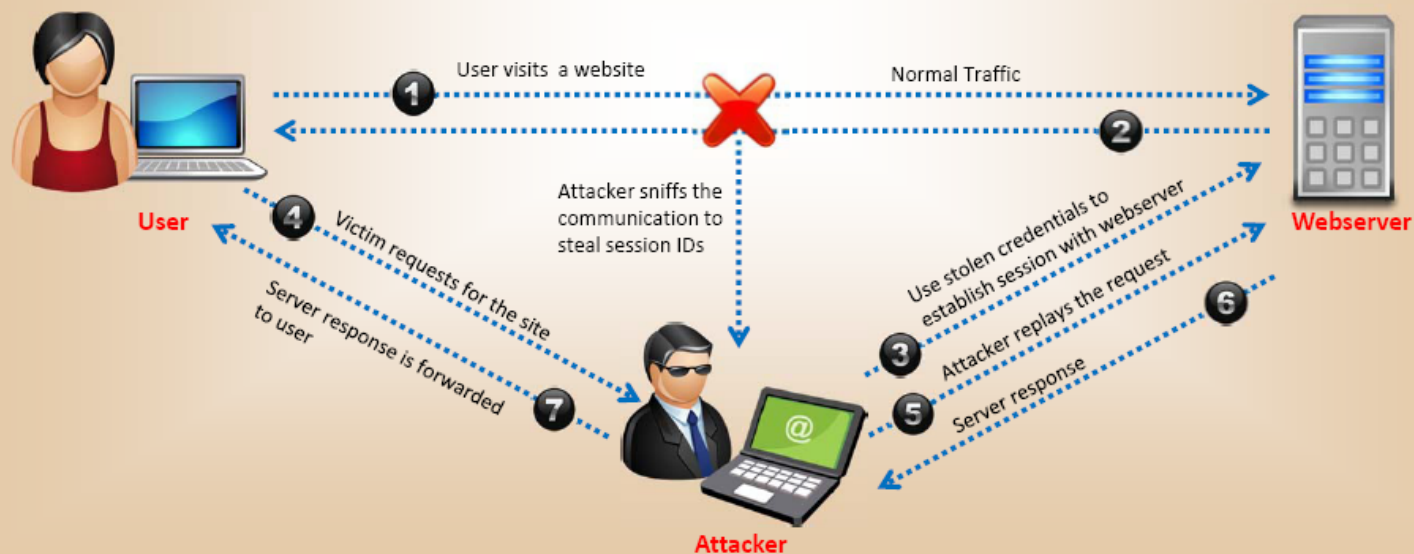 User visits a website
Normal Traffic
1
2
Attacker sniffs the
communication to
steal session IDs
User
Webserver
4
Victim requests for the site
Server response is forwarded
to user
7
Use stolen credentials to
establish session with webserver
3
Attacker replays the request
5
Server response
6
@
Attacker